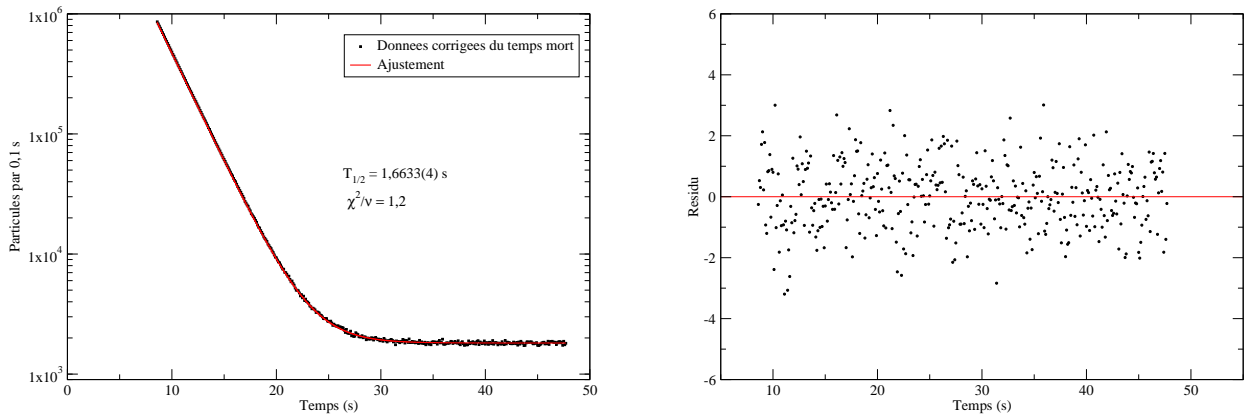 1x10^6
1x10^5
1x10^4
1x10^3
Particules par 0,1 s
Donnees corrigees du temps mort
Ajustement
T_1/2 = 1,6633(4) s
χ^2/ν = 1,2
0 10 20 30 40 50
Temps (s)
6
4
2
0
-2
-4
-6
Residu
10 20 30 40 50
Temps (s)